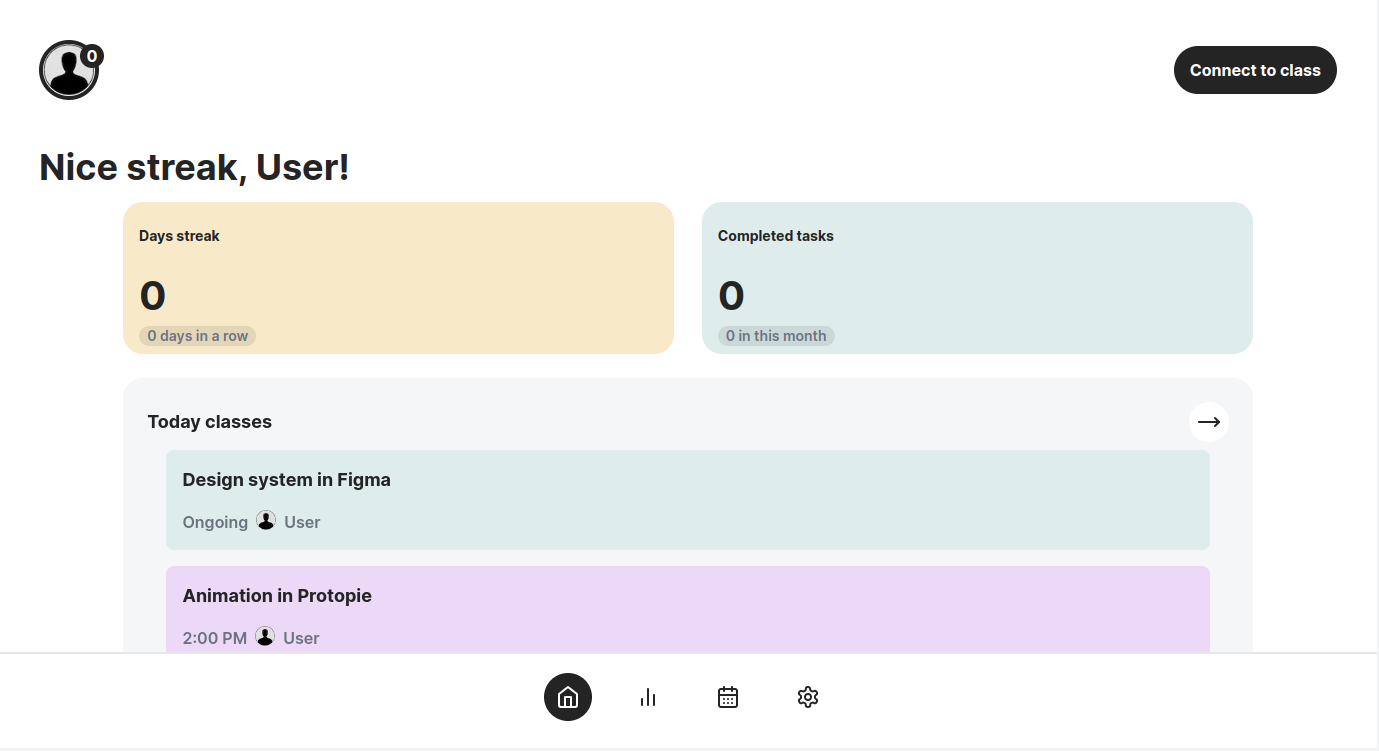 0
Connect to class
Nice streak, User!
Days streak
0
0 days in a row
Completed tasks
0
0 in this month
Today classes
Design system in Figma
Ongoing User
Animation in Protopie
2:00 PM User